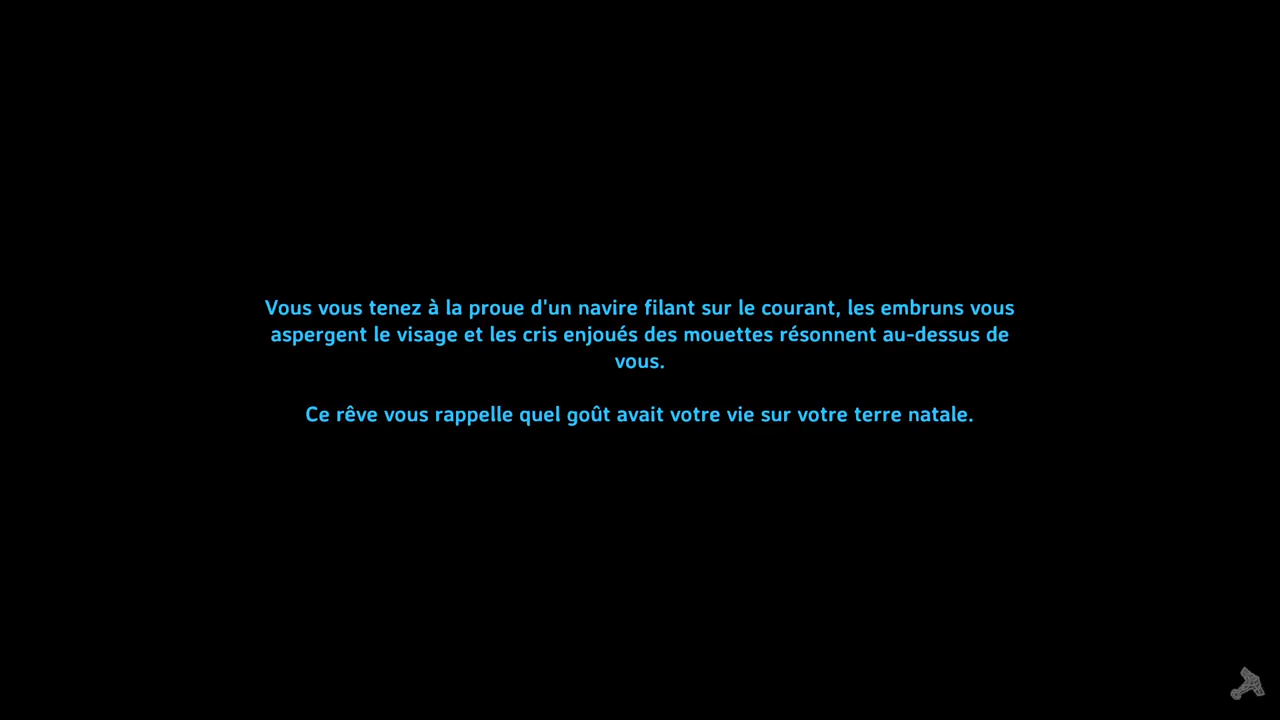 Vous vous tenez à la proue d'un navire filant sur le courant, les embruns vous
aspergent le visage et les cris enjoués des mouettes résonnent au-dessus de
vous.
Ce rêve vous rappelle quel goût avait votre vie sur votre terre natale.